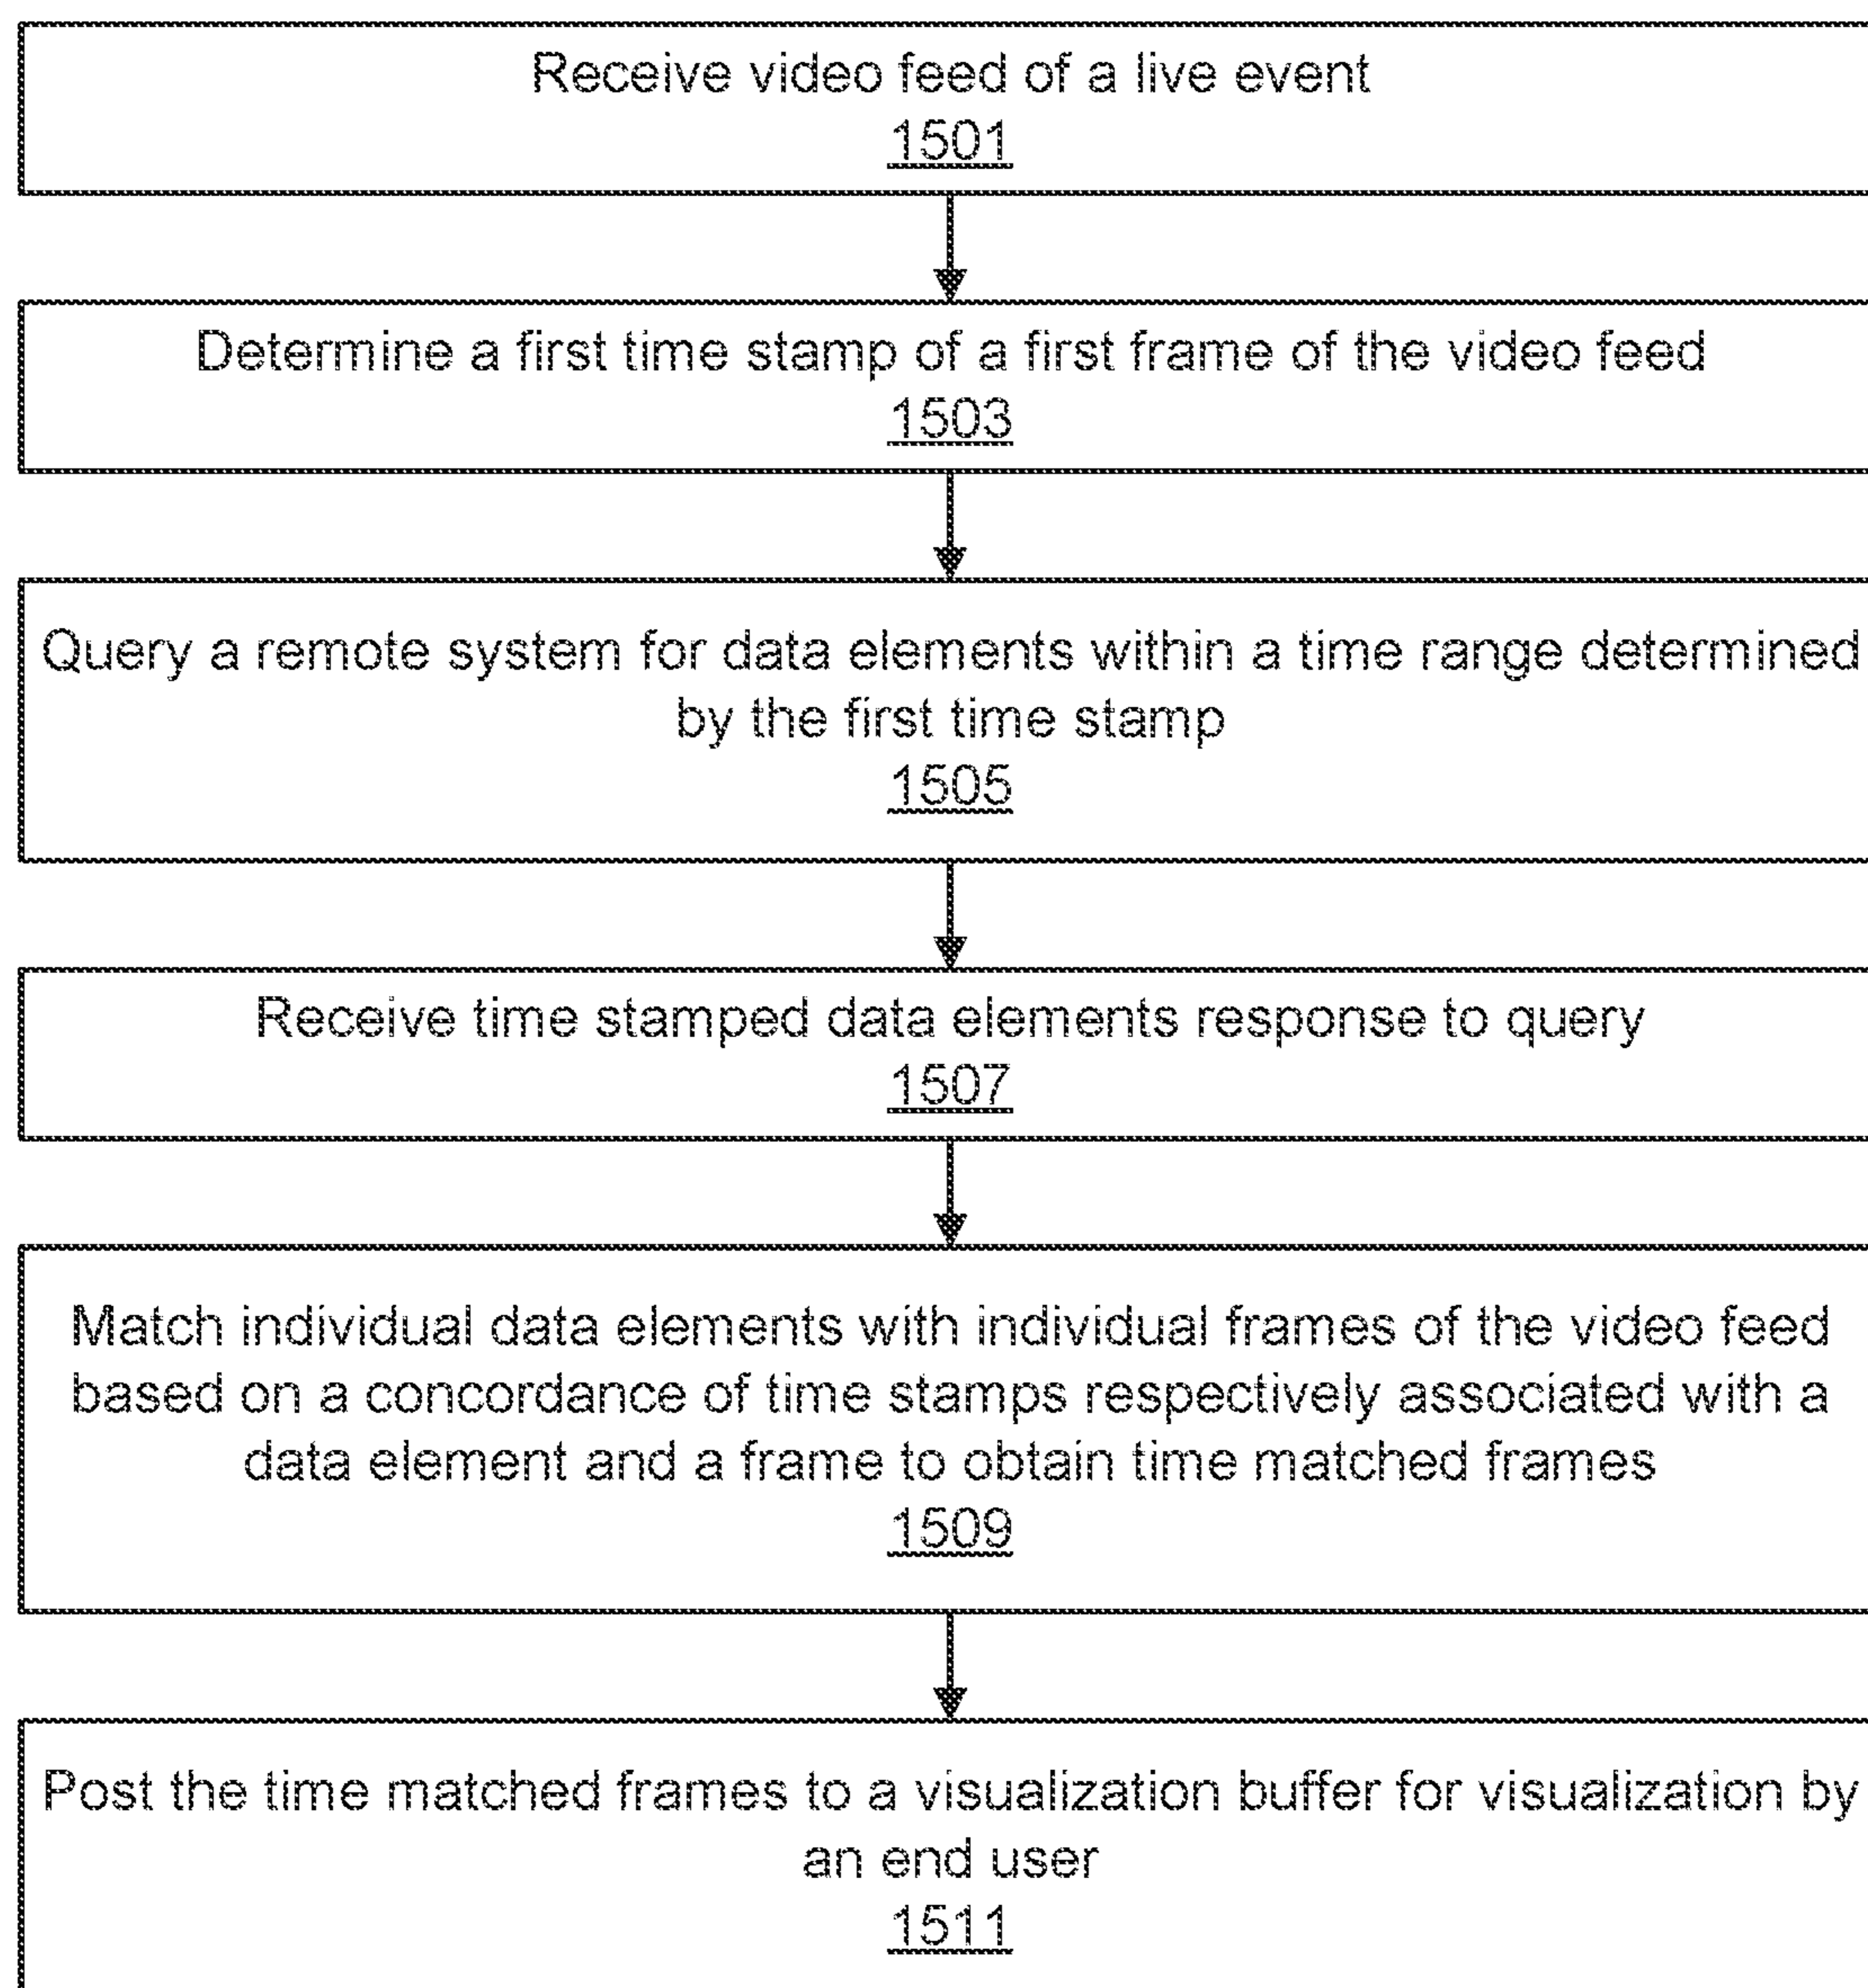 Receive video feed of a live event
1501
Determine a first time stamp of a first frame of the video feed
1503
Query a remote system for data elements within a time range determined
by the first time stamp
1505
Receive time stamped data elements response to query
1507
Match individual data elements with individual frames of the video feed
based on a concordance of time stamps respectively associated with a
data element and a frame to obtain time matched frames
1509
Post the time matched frames to a visualization buffer for visualization by
an end user
1511